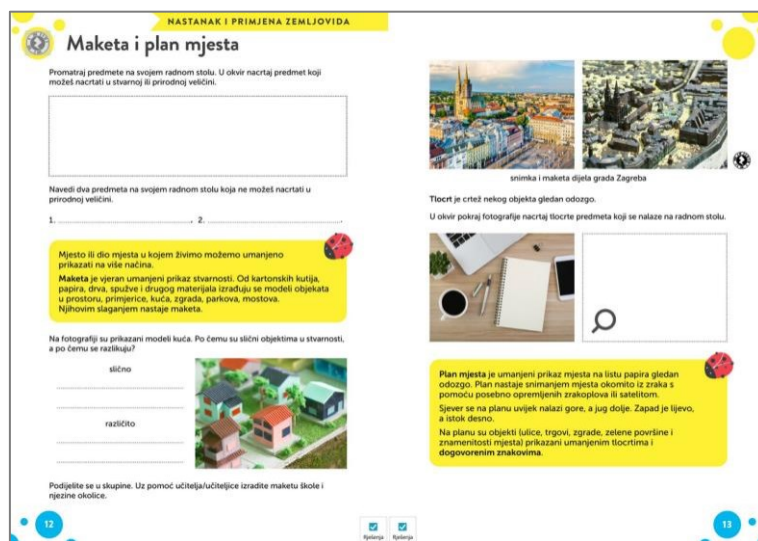 NASTANAK I PRIMJENA ZEMLJOVIDA
Maketa i plan mjesta
Promatraj predmete na svojem radnom stolu. U okvir nacrtaj predmet koji
možeš nacrtati u stvarnoj ili prirodnoj veličini.
Navedi dva predmeta na svojem radnom stolu koja ne možeš nacrtati u
prirodnoj veličini.
1. ................................................, 2. .................................................
Mjesto ili dio mjesta u kojem živimo možemo umanjeno
prikazati na više načina.
Maketa je vjeran umanjeni prikaz stvarnosti. Od kartonskih kutija,
papira, drva, spužve i drugog materijala izrađuju se modeli objekata
u prostoru, primjerice, kuća, zgrada, parkova, mostova.
Njihovim slaganjem nastaje maketa.
Na fotografiji su prikazani modeli kuća. Po čemu su slični objektima u stvarnosti,
a po čemu se razlikuju?
slično
različito
Podijelite se u skupine. Uz pomoć učitelja/učiteljice izradite maketu škole i
njezine okolice.
12
snimka i maketa dijela grada Zagreba
Tlocrt je crtež nekog objekta gledan odozgo.
U okvir pokraj fotografije nacrtaj tlocrte predmeta koji se nalaze na radnom stolu.
Plan mjesta je umanjeni prikaz mjesta na listu papira gledan
odozgo. Plan nastaje snimanjem mjesta okomito iz zraka s
pomoću posebno opremljenih zrakoplova ili satelitom.
Sjever se na planu uvijek nalazi gore, a jug dolje. Zapad je lijevo,
a istok desno.
Na planu su objekti (ulice, trgovi, zgrade, zelene površine i
znamenitosti mjesta) prikazani umanjenim tlocrtima i
dogovorenim znakovima.
Rješenja Rješenja
13